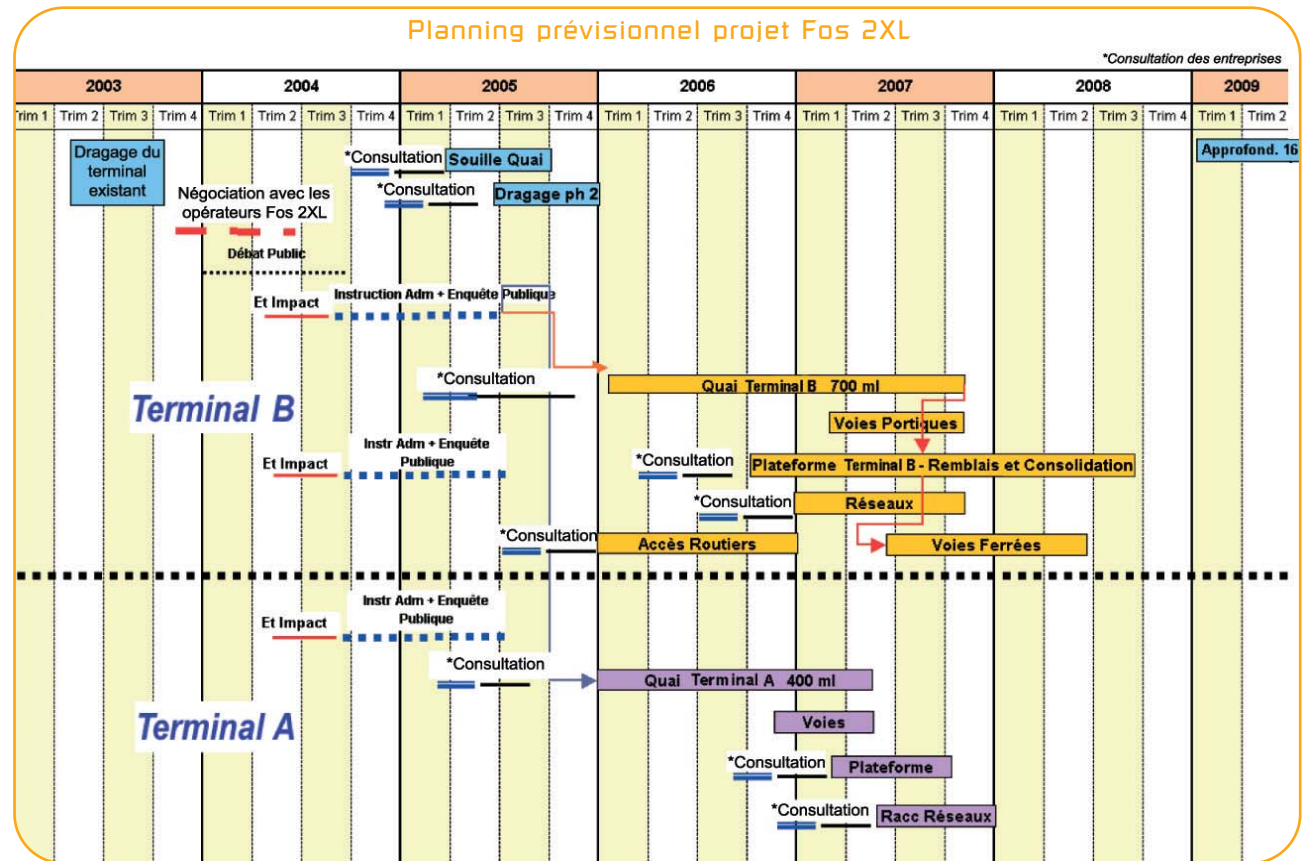 Planning prévisionnel projet Fos 2XL
*Consultation des entreprises
2003 2004 2005 2006 2007 2008 2009
Trim 1 Trim 2 Trim 3 Trim 4 Trim 1 Trim 2 Trim 3 Trim 4 Trim 1 Trim 2 Trim 3 Trim 4 Trim 1 Trim 2 Trim 3 Trim 4 Trim 1 Trim 2 Trim 3 Trim 4 Trim 1 Trim 2 Trim 3 Trim 4 Trim 1 Trim 2
Dragage du
terminal
existant
*Consultation
Souille Quai
Approfond. 16
*Consultation
Dragage ph 2
Négociation avec les
opérateurs Fos 2XL
Débat Public
Et Impact
Instruction Adm + Enquête Publique
*Consultation
Quai Terminal B 700 ml
Terminal B
Voies Portiques
Et Impact
Instr Adm + Enquête
Publique
*Consultation
Plateforme Terminal B - Remblais et Consolidation
*Consultation
Réseaux
*Consultation
Accès Routiers
Voies Ferrées
Et Impact
Instr Adm + Enquête
Publique
*Consultation
Quai Terminal A 400 ml
Terminal A
Voies
*Consultation
Plateforme
*Consultation
Racc Réseaux